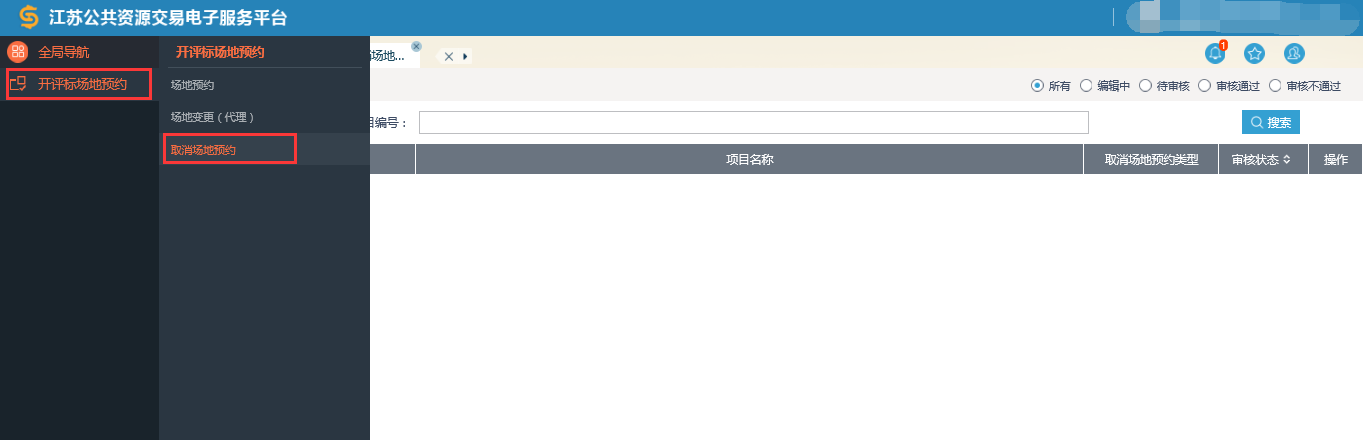 江苏公共资源交易电子服务平台
全局导航
开评标场地预约
开评标场地预约
场地预约
场地变更（代理）
取消场地预约
场地...
1
所有 编辑中 待审核 审核通过 审核不通过
目编号：
搜索
项目名称 取消场地预约类型 审核状态 操作